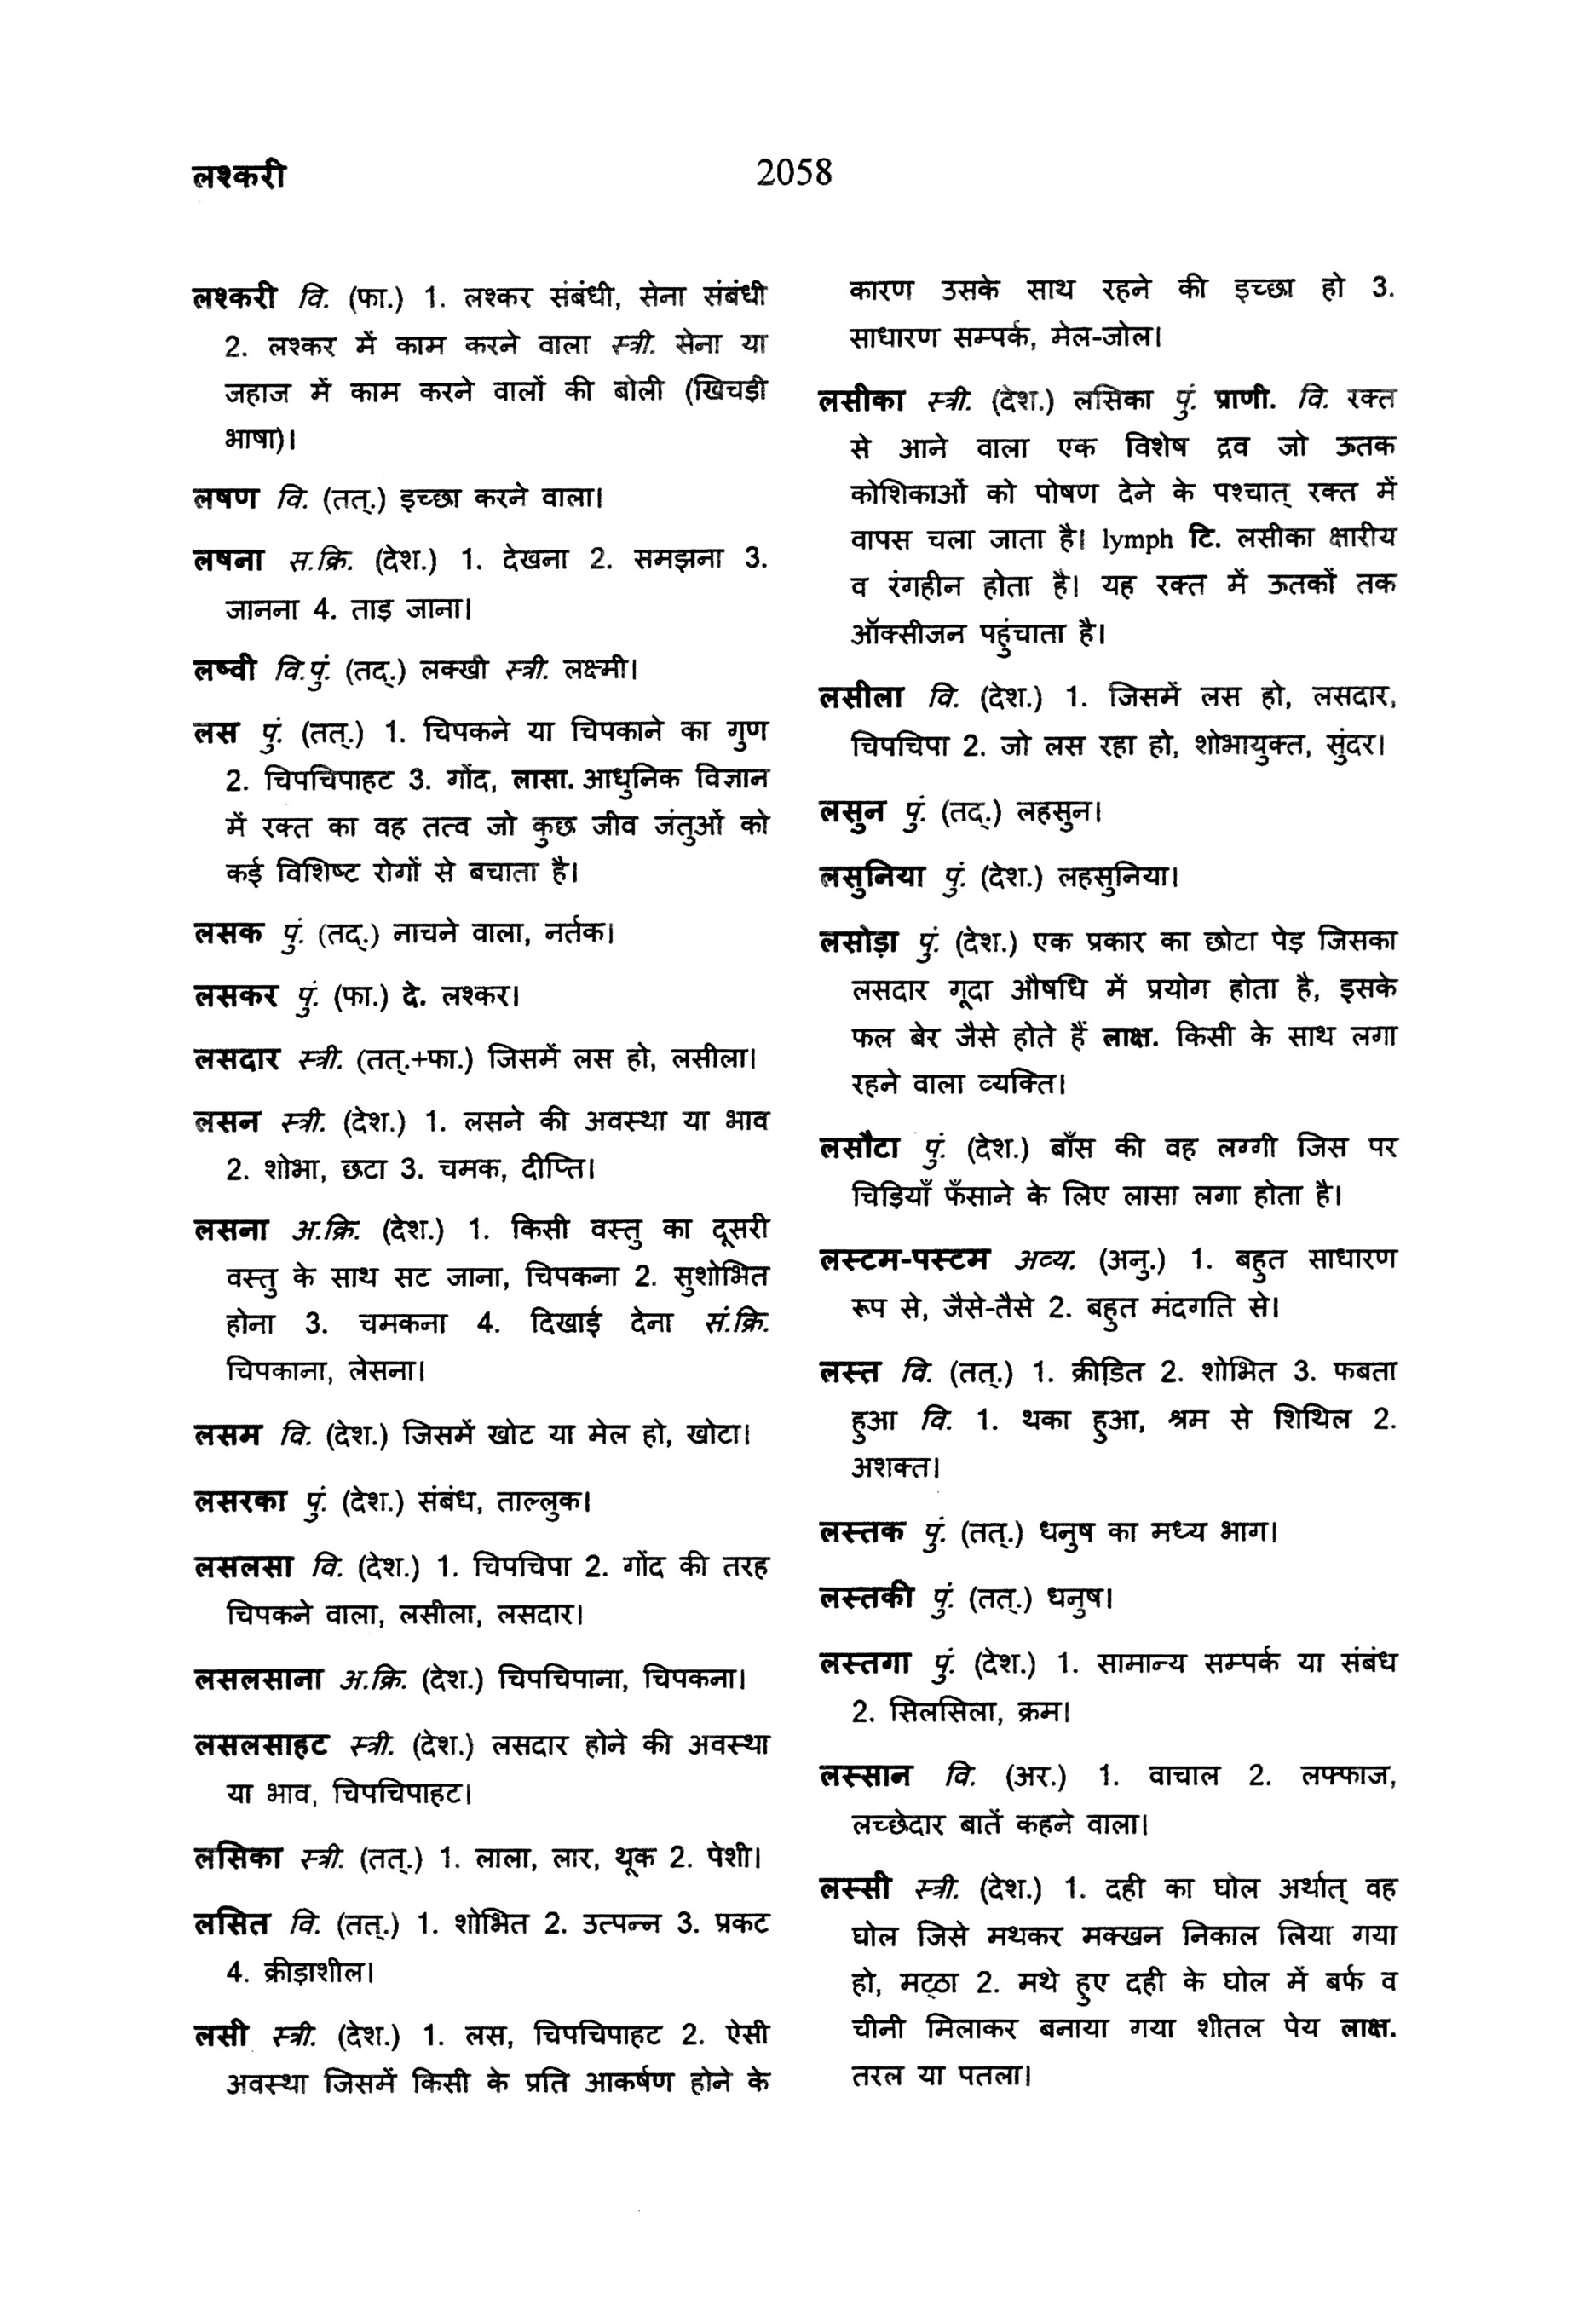 लश्करी
2058
लश्करी वि. (फा.) 1. लश्कर संबंधी, सेना संबंधी
2. लश्कर में काम करने वाला स्त्री. सेना या
जहाज में काम करने वालों की बोली (खिचड़ी
भाषा)।
लषण वि. (तत्.) इच्छा करने वाला।
लषना स.क्रि. (देश.) 1. देखना 2. समझना 3.
जानना 4. ताड़ जाना।
लष्वी वि.पुं. (तद्.) लक्खी स्त्री. लक्ष्मी।
लस पुं. (तत्.) 1. चिपकने या चिपकाने का गुण
2. चिपचिपाहट 3. गोंद, लासा. आधुनिक विज्ञान
में रक्त का वह तत्व जो कुछ जीव जंतुओं को
कई विशिष्ट रोगों से बचाता है।
लसक पुं. (तद्.) नाचने वाला, नर्तक।
लसकर पुं. (फा.) दे. लश्कर।
लसदार स्त्री. (तत्.+फा.) जिसमें लस हो, लसीला।
लसन स्त्री. (देश.) 1. लसने की अवस्था या भाव
2. शोभा, छटा 3. चमक, दीप्ति।
लसना अ.क्रि. (देश.) 1. किसी वस्तु का दूसरी
वस्तु के साथ सट जाना, चिपकना 2. सुशोभित
होना 3. चमकना 4. दिखाई देना सं.क्रि.
चिपकाना, लेसना।
लसम वि. (देश.) जिसमें खोट या मेल हो, खोटा।
लसरका पुं. (देश.) संबंध, ताल्लुक।
लसलसा वि. (देश.) 1. चिपचिपा 2. गोंद की तरह
चिपकने वाला, लसीला, लसदार।
लसलसाना अ.क्रि. (देश.) चिपचिपाना, चिपकना।
लसलसाहट स्त्री. (देश.) लसदार होने की अवस्था
या भाव, चिपचिपाहट।
लसिका स्त्री. (तत्.) 1. लाला, लार, थूक 2. पेशी।
लसित वि. (तत्.) 1. शोभित 2. उत्पन्न 3. प्रकट
4. क्रीड़ाशील।
लसी स्त्री. (देश.) 1. लस, चिपचिपाहट 2. ऐसी
अवस्था जिसमें किसी के प्रति आकर्षण होने के
कारण उसके साथ रहने की इच्छा हो 3.
साधारण सम्पर्क, मेल-जोल।
लसीका स्त्री. (देश.) लसिका पुं. प्राणी. वि. रक्त
से आने वाला एक विशेष द्रव जो ऊतक
कोशिकाओं को पोषण देने के पश्चात् रक्त में
वापस चला जाता है। lymph टि. लसीका क्षारीय
व रंगहीन होता है। यह रक्त में ऊतकों तक
ऑक्सीजन पहुंचाता है।
लसीला वि. (देश.) 1. जिसमें लस हो, लसदार,
चिपचिपा 2. जो लस रहा हो, शोभायुक्त, सुंदर।
लसुन पुं. (तद्.) लहसुन।
लसुनिया पुं. (देश.) लहसुनिया।
लसोड़ा पुं. (देश.) एक प्रकार का छोटा पेड़ जिसका
लसदार गूदा औषधि में प्रयोग होता है, इसके
फल बेर जैसे होते हैं लाक्ष. किसी के साथ लगा
रहने वाला व्यक्ति।
लसौटा पुं. (देश.) बाँस की वह लग्गी जिस पर
चिड़ियाँ फँसाने के लिए लासा लगा होता है।
लस्टम-पस्टम अव्य. (अनु.) 1. बहुत साधारण
रूप से, जैसे-तैसे 2. बहुत मंदगति से।
लस्त वि. (तत्.) 1. क्रीडित 2. शोभित 3. फबता
हुआ वि. 1. थका हुआ, श्रम से शिथिल 2.
अशक्त।
लस्तक पुं. (तत्.) धनुष का मध्य भाग।
लस्तकी पुं. (तत्.) धनुष।
लस्तगा पुं. (देश.) 1. सामान्य सम्पर्क या संबंध
2. सिलसिला, क्रम।
लस्सान वि. (अर.) 1. वाचाल 2. लफ्फाज,
लच्छेदार बातें कहने वाला।
लस्सी स्त्री. (देश.) 1. दही का घोल अर्थात् वह
घोल जिसे मथकर मक्खन निकाल लिया गया
हो, मट्ठा 2. मथे हुए दही के घोल में बर्फ व
चीनी मिलाकर बनाया गया शीतल पेय लाक्ष.
तरल या पतला।